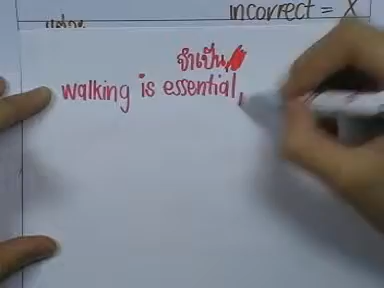 incorrect = X
จำเป็น,
walking is essential,